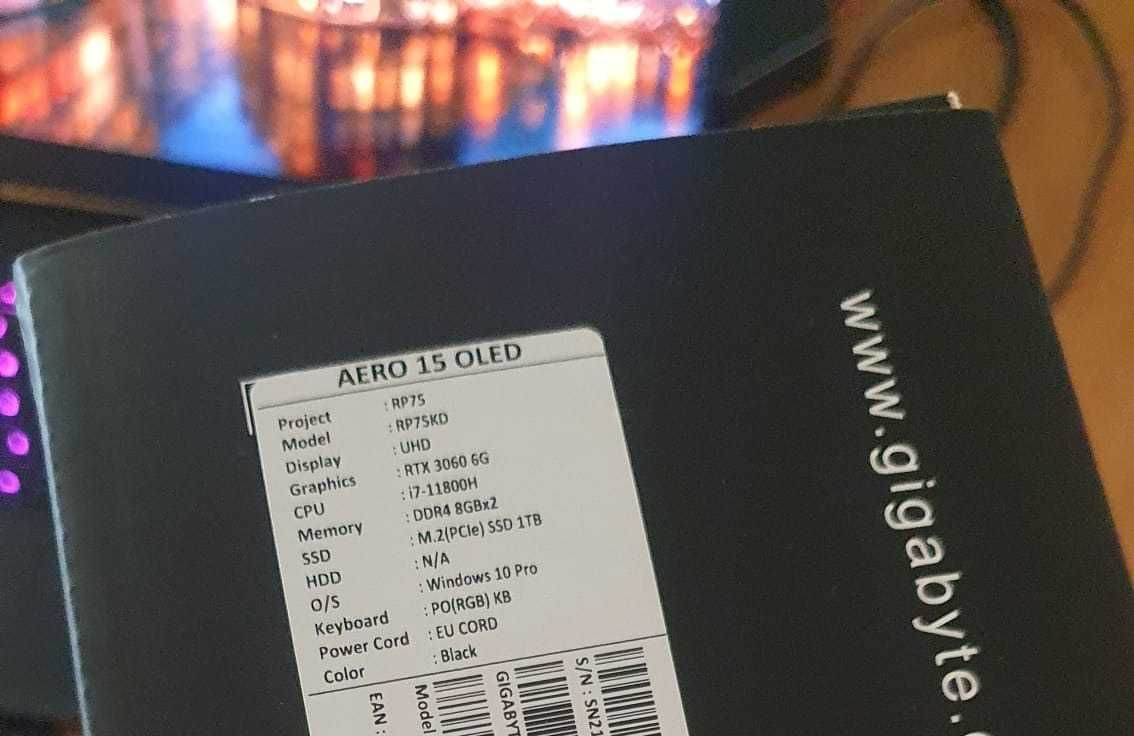 AERO 15 OLED
Project : RP75
Model : RP75KD
Display : UHD
Graphics : RTX 3060 6G
CPU : i7-11800H
Memory : DDR4 8GBx2
SSD : M.2(PCIe) SSD 1TB
HDD : N/A
O/S : Windows 10 Pro
Keyboard : PO(RGB) KB
Power Cord : EU CORD
Color : Black
EAN :
Model
GIGABYT
S/N : SN21
www.gigabyte.